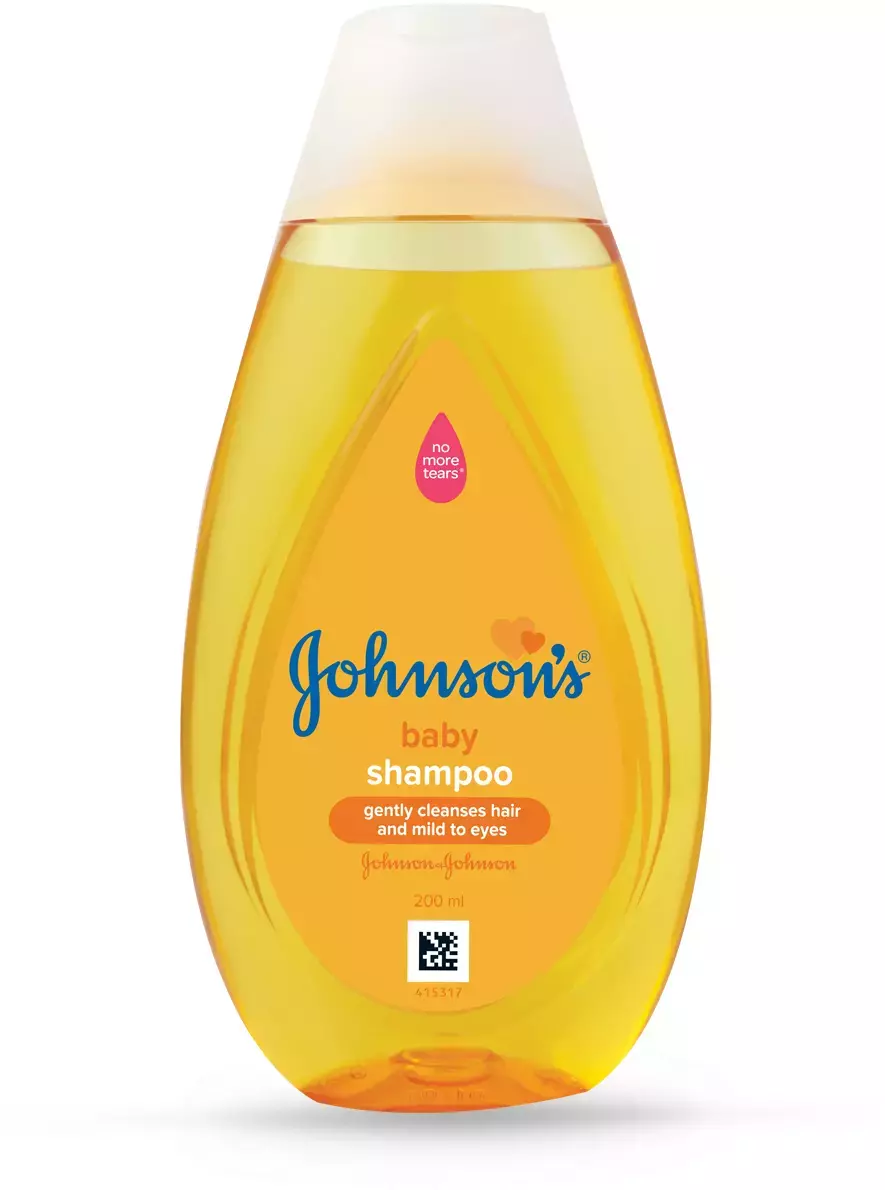 no
more
tears®
Johnson's®
baby
shampoo
gently cleanses hair
and mild to eyes
Johnson & Johnson
200 ml
415317